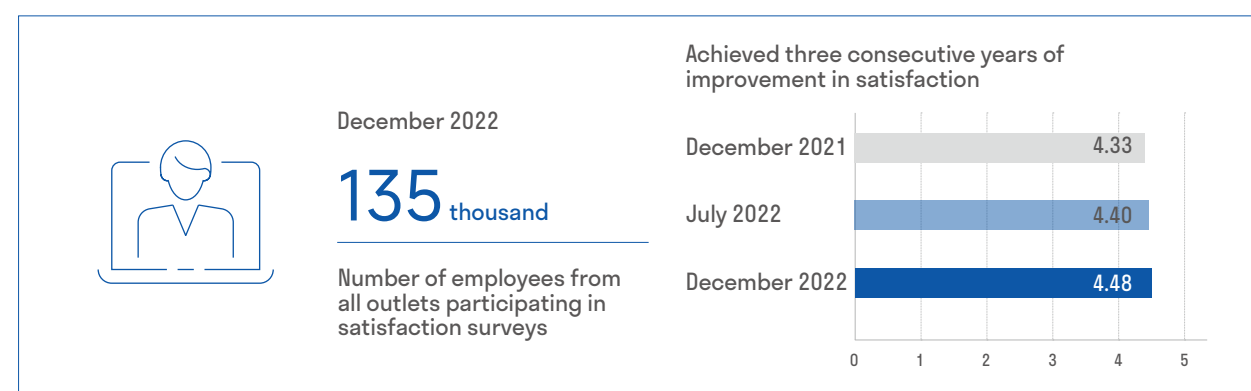 December 2022
135 thousand
Number of employees from
all outlets participating in
satisfaction surveys
Achieved three consecutive years of
improvement in satisfaction
December 2021 4.33
July 2022 4.40
December 2022 4.48
0 1 2 3 4 5